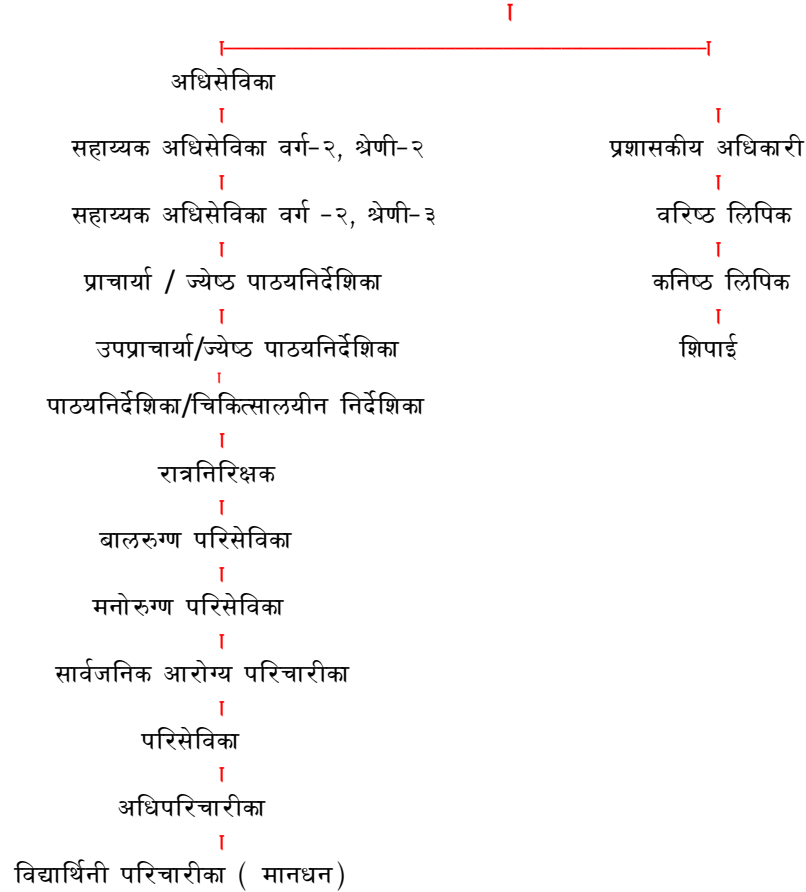 अधिसेविका
सहाय्यक अधिसेविका वर्ग-२, श्रेणी-२
सहाय्यक अधिसेविका वर्ग -२, श्रेणी-३
प्राचार्या / ज्येष्ठ पाठयनिर्देशिका
उपप्राचार्या/ज्येष्ठ पाठयनिर्देशिका
पाठयनिर्देशिका/चिकित्सालयीन निर्देशिका
रात्रनिरिक्षक
बालरुग्ण परिसेविका
मनोरुग्ण परिसेविका
सार्वजनिक आरोग्य परिचारीका
परिसेविका
अधिपरिचारीका
विद्यार्थिनी परिचारीका ( मानधन)
प्रशासकीय अधिकारी
वरिष्ठ लिपिक
कनिष्ठ लिपिक
शिपाई